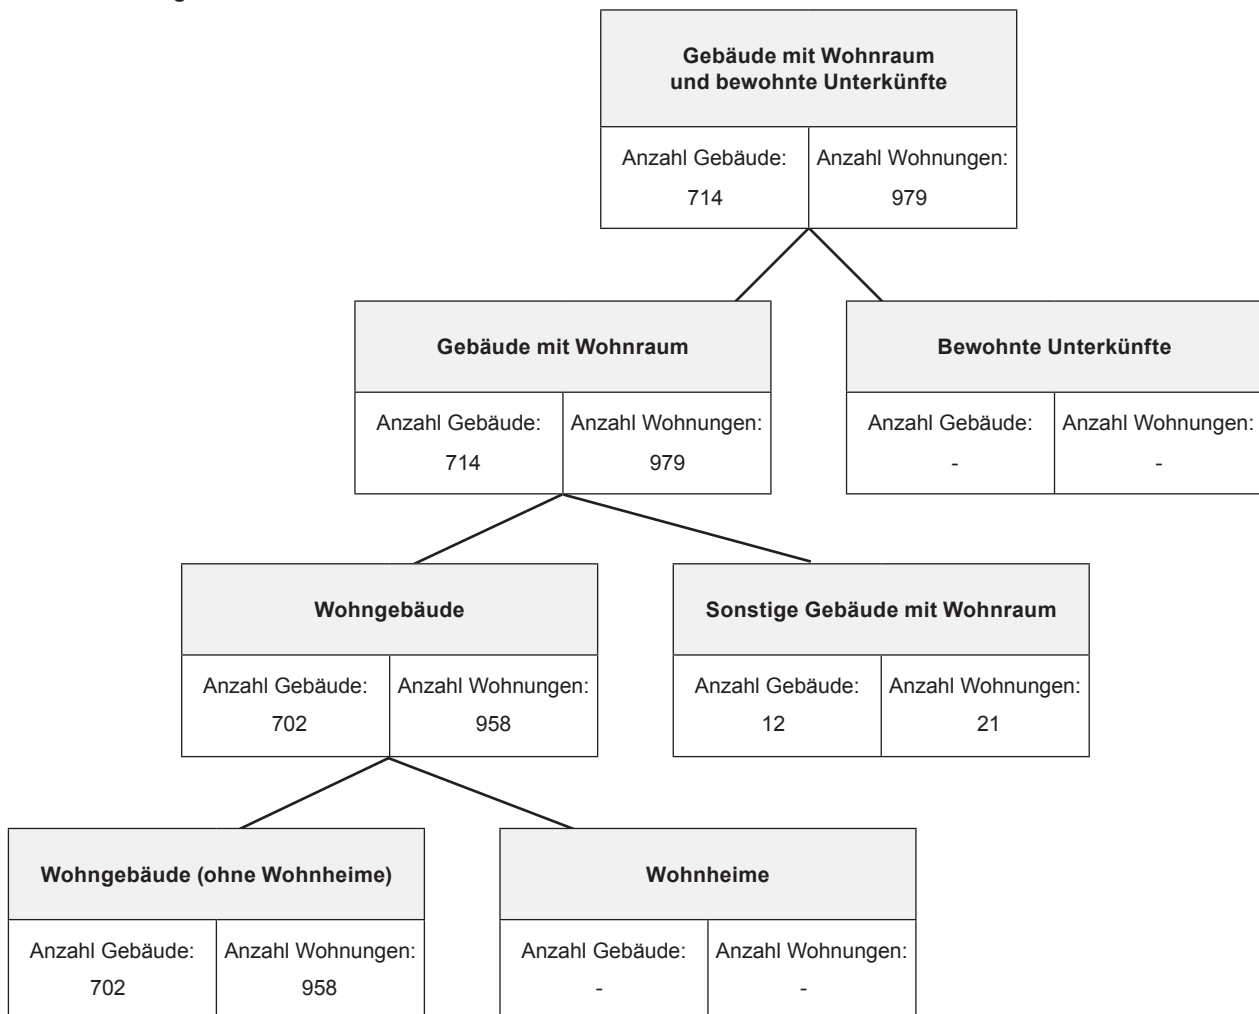 Gebäude mit Wohnraum
und bewohnte Unterkünfte
Anzahl Gebäude: Anzahl Wohnungen:
714 979
Gebäude mit Wohnraum
Anzahl Gebäude: Anzahl Wohnungen:
714 979
Bewohnte Unterkünfte
Anzahl Gebäude: Anzahl Wohnungen:
- -
Wohngebäude
Anzahl Gebäude: Anzahl Wohnungen:
702 958
Sonstige Gebäude mit Wohnraum
Anzahl Gebäude: Anzahl Wohnungen:
12 21
Wohngebäude (ohne Wohnheime)
Anzahl Gebäude: Anzahl Wohnungen:
702 958
Wohnheime
Anzahl Gebäude: Anzahl Wohnungen:
- -